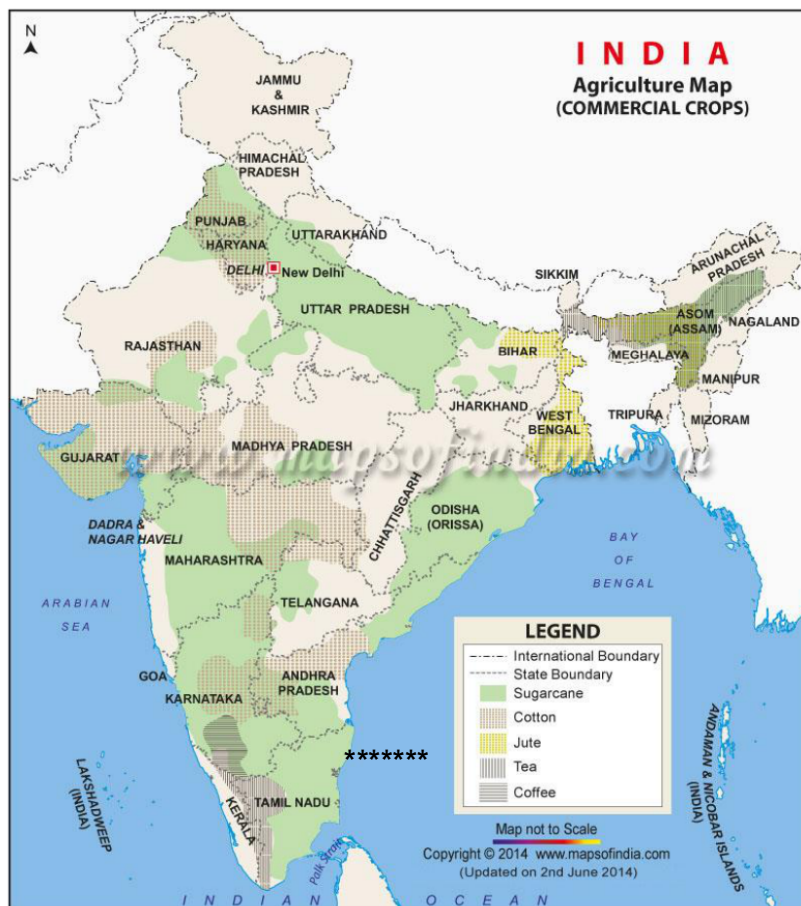 N
INDIA
Agriculture Map
(COMMERCIAL CROPS)
JAMMU
&
KASHMIR
HIMACHAL
PRADESH
PUNJAB
HARYANA
UTTARAKHAND
DELHI
New Delhi
UTTAR PRADESH
RAJASTHAN
SIKKIM
ARUNACHAL
PRADESH
ASOM
(ASSAM)
NAGALAND
MEGHALAYA
MANIPUR
BIHAR
JHARKHAND
WEST
BENGAL
TRIPURA
MIZORAM
GUJARAT
MADHYA PRADESH
www.mapsofindia.com
CHHATTISGARH
ODISHA
(ORISSA)
DADRA &
NAGAR HAVELI
MAHARASHTRA
TELANGANA
BAY
OF
BENGAL
ARABIAN
SEA
GOA
KARNATAKA
ANDHRA
PRADESH
*******
LAKSHADWEEP
(INDIA)
KERALA
TAMIL NADU
Palk Strait
ANDAMAN & NICOBAR ISLANDS
(INDIA)
LEGEND
International Boundary
State Boundary
Sugarcane
Cotton
Jute
Tea
Coffee
Map not to Scale
Copyright © 2014 www.mapsofindia.com
(Updated on 2nd June 2014)
INDIAN OCEAN